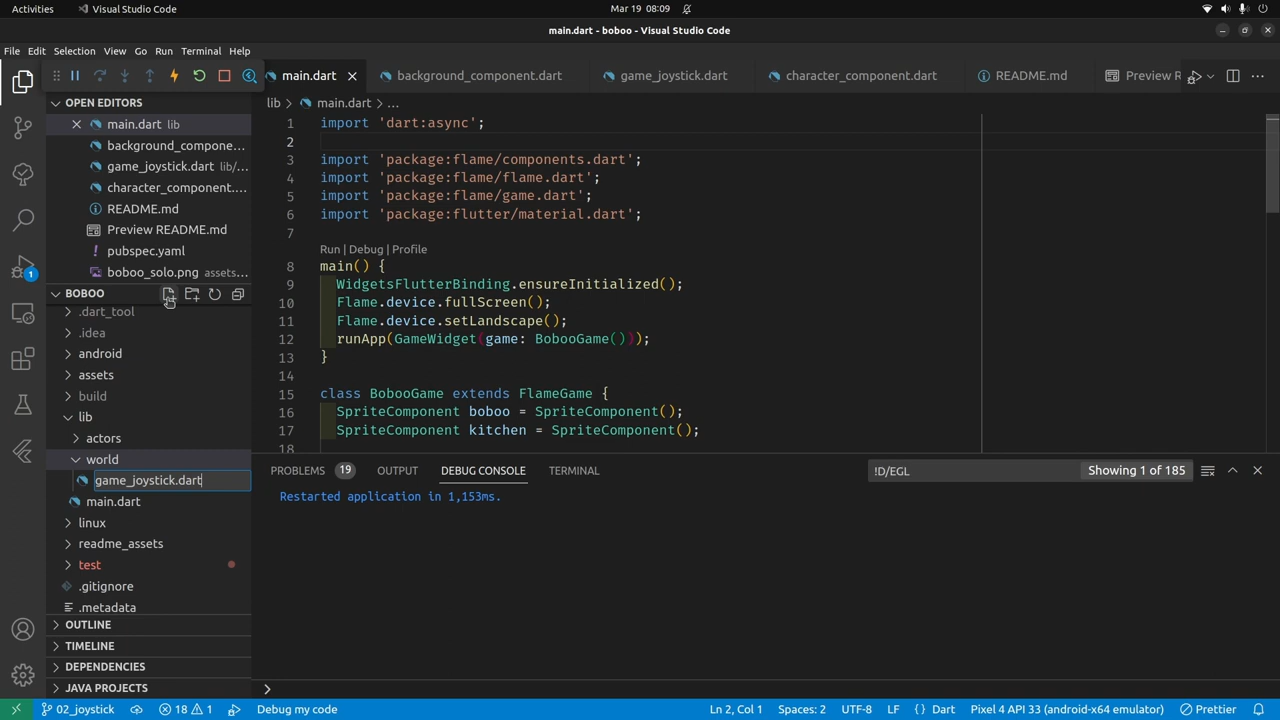 Activities
Visual Studio Code
Mar 19 08:09
main.dart - boboo - Visual Studio Code
File Edit Selection View Go Run Terminal Help
main.dart
background_component.dart
game_joystick.dart
character_component.dart
README.md
Preview R
OPEN EDITORS
main.dart lib
background_compone...
game_joystick.dart lib/...
character_component....
README.md
Preview README.md
! pubspec.yaml
boboo_solo.png assets...
BOBOO
.dart_tool
.idea
android
assets
build
lib
actors
world
game_joystick.dart
main.dart
linux
readme_assets
test
.gitignore
.metadata
OUTLINE
TIMELINE
DEPENDENCIES
JAVA PROJECTS
1
lib > main.dart > ...
1 import 'dart:async';
2
3 import 'package:flame/components.dart';
4 import 'package:flame/flame.dart';
5 import 'package:flame/game.dart';
6 import 'package:flutter/material.dart';
7
Run | Debug | Profile
8 main() {
9 WidgetsFlutterBinding.ensureInitialized();
10 Flame.device.fullScreen();
11 Flame.device.setLandscape();
12 runApp(GameWidget(game: BobooGame()));
13 }
14
15 class BobooGame extends FlameGame {
16 SpriteComponent boboo = SpriteComponent();
17 SpriteComponent kitchen = SpriteComponent();
18
PROBLEMS 19 OUTPUT DEBUG CONSOLE TERMINAL
!D/EGL
Showing 1 of 185
Restarted application in 1,153ms.
02_joystick
18 1
Debug my code
Ln 2, Col 1
Spaces: 2
UTF-8
LF
{ } Dart
Pixel 4 API 33 (android-x64 emulator)
Prettier